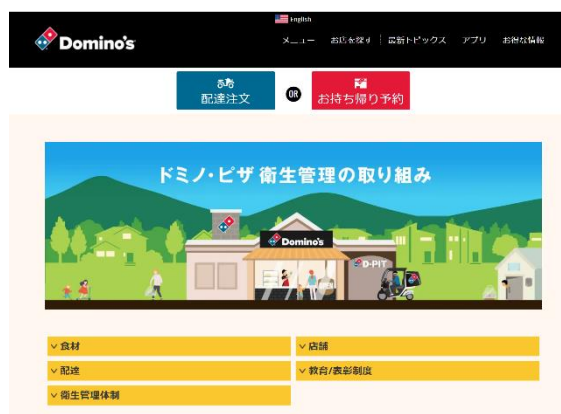 English
Domino's
メニュー お店を探す 最新トピックス アプリ お得な情報
配達注文 OR お持ち帰り予約
ドミノ・ピザ 衛生管理の取り組み
Domino's
D-PIT
食材 店舗
配達 教育/表彰制度
衛生管理体制